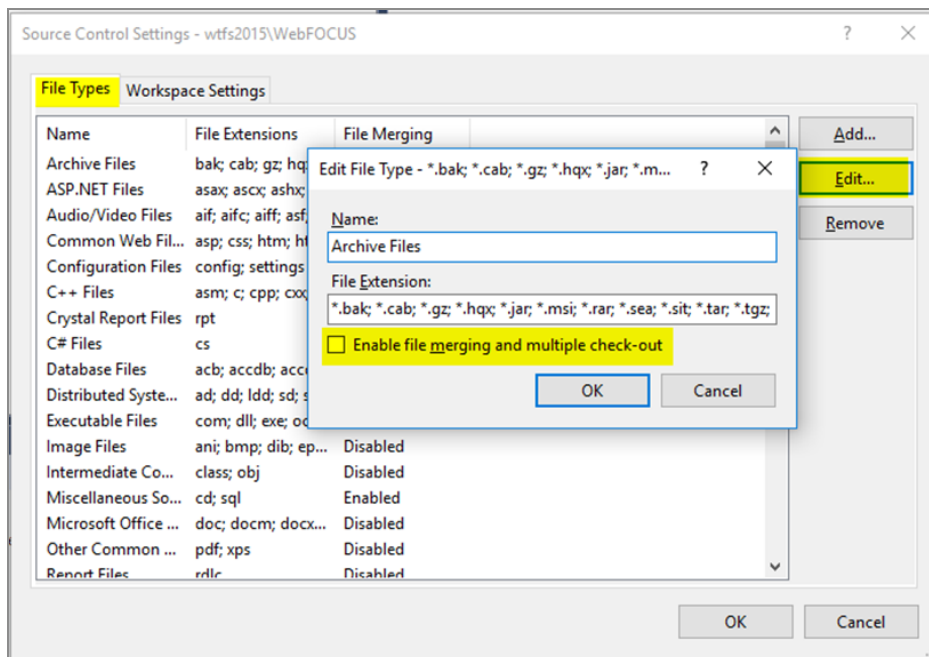 Source Control Settings - wtfs2015\WebFOCUS ?
File Types Workspace Settings
Name File Extensions File Merging
Add...
Edit...
Remove
Archive Files bak; cab; gz; hq
ASP.NET Files asax; ascx; ashx;
Audio/Video Files aif; aifc; aiff; asf;
Common Web Fil... asp; css; htm;
Configuration Files config; settings
C++ Files asm; c; cpp; cxx;
Crystal Report Files rpt
C# Files cs
Database Files acb; accdb;
Distributed Syste... ad; dd; ldd; sd;
Executable Files com; dll; exe;
Image Files ani; bmp; dib; ep... Disabled
Intermediate Co... class; obj Disabled
Miscellaneous So... cd; sql Enabled
Microsoft Office ... doc; docm; docx... Disabled
Other Common ... pdf; xps Disabled
Report Files rdlc Disabled
Edit File Type - *.bak; *.cab; *.gz; *.hqx; *.jar; *.m... ?
Name:
Archive Files
File Extension:
*.bak; *.cab; *.gz; *.hqx; *.jar; *.msi; *.rar; *.sea; *.sit; *.tar; *.tgz;
Enable file merging and multiple check-out
OK Cancel
OK Cancel